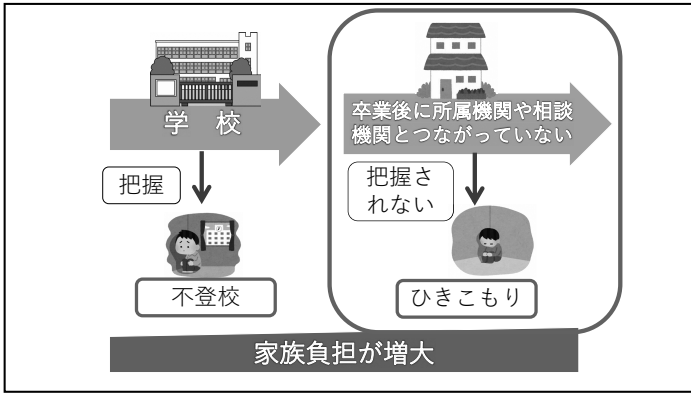 学　校
卒業後に所属機関や相談
機関とつながっていない
把握
把握さ
れない
不登校
ひきこもり
家族負担が増大